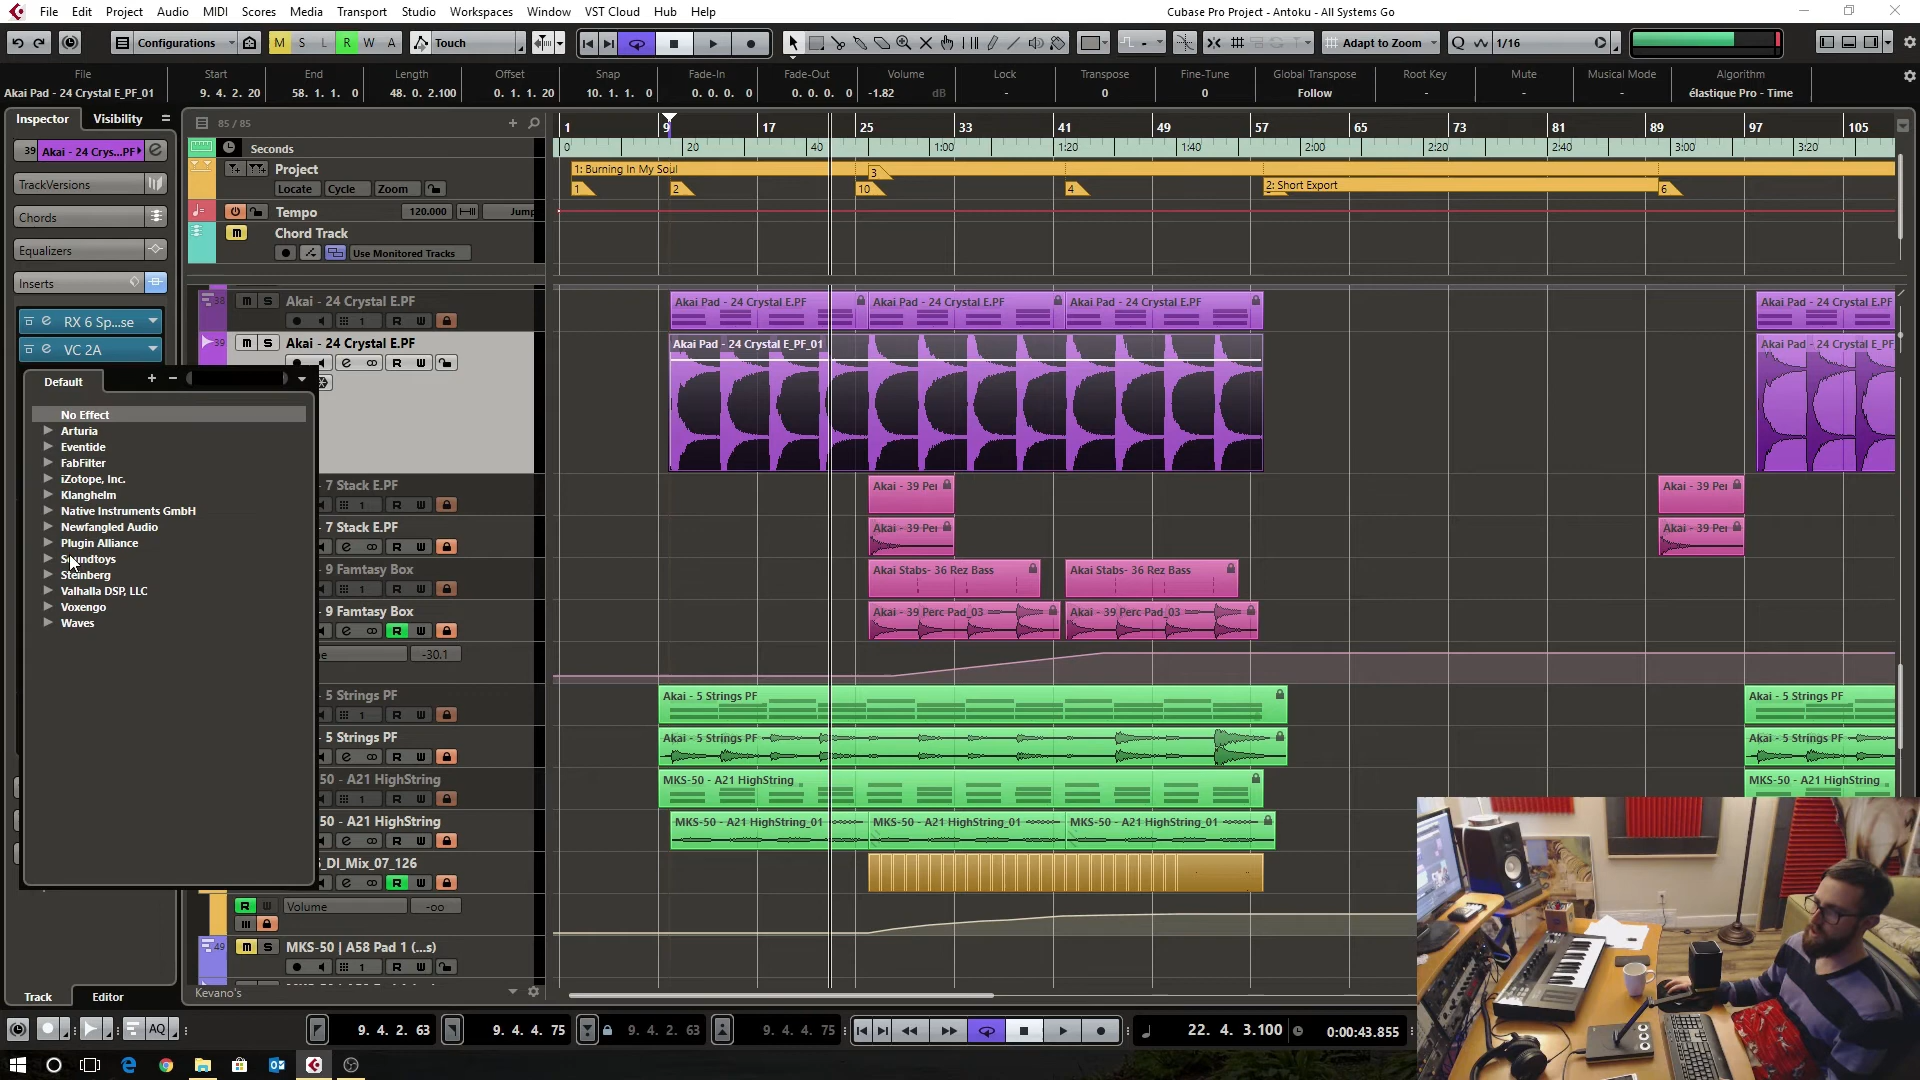 File Edit Project Audio MIDI Scores Media Transport Studio Workspaces Window VST Cloud Hub Help
Cubase Pro Project - Antoku - All Systems Go
Configurations M S L R W A Touch
Adapt to Zoom Q 1/16
File Start End Length Offset Snap Fade-In Fade-Out Volume Lock Transpose Fine-Tune Global Transpose Root Key Mute Musical Mode Algorithm
Akai Pad - 24 Crystal E_PF_01 9. 4. 2. 20 58. 1. 1. 0 48. 0. 2.100 0. 1. 1. 20 10. 1. 1. 0 0. 0. 0. 0 0. 0. 0. 0 -1.82 dB - 0 0 Follow - - - élastique Pro - Time
Inspector Visibility
85 / 85
1 9 17 25 33 41 49 57 65 73 81 89 97 105
39 Akai - 24 Crys...PF
Seconds
0 20 40 1:00 1:20 1:40 2:00 2:20 2:40 3:00 3:20
TrackVersions
Project
1: Burning In My Soul
3
Locate Cycle Zoom
1 2 10 4 2: Short Export 6
Chords
Tempo 120.000 Jump
M Chord Track
Equalizers
Use Monitored Tracks
Inserts
38 M S Akai - 24 Crystal E.PF
1 R W
RX 6 Sp...se
39 M S Akai - 24 Crystal E.PF
R W
VC 2A
Default
No Effect
Arturia
Eventide
FabFilter
iZotope, Inc.
Klanghelm
Native Instruments GmbH
Newfangled Audio
Plugin Alliance
Soundtoys
Steinberg
Valhalla DSP, LLC
Voxengo
Waves
- 7 Stack E.PF
1 R W
- 7 Stack E.PF
R W
- 9 Famtasy Box
1 R W
- 9 Famtasy Box
R W
-30.1
- 5 Strings PF
1 R W
- 5 Strings PF
R W
-50 - A21 HighString
1 R W
50 - A21 HighString
R W
_DI_Mix_07_126
R W
R W Volume -oo
49 M S MKS-50 | A58 Pad 1 (...s)
1 R W
Kevano's
Akai Pad - 24 Crystal E.PF Akai Pad - 24 Crystal E.PF Akai Pad - 24 Crystal E.PF Akai Pad - 24 Crystal E.PF
Akai Pad - 24 Crystal E_PF_01 Akai Pad - 24 Crystal E_PF
Akai - 39 Per Akai - 39 Per
Akai - 39 Per Akai - 39 Per
Akai Stabs- 36 Rez Bass Akai Stabs- 36 Rez Bass
Akai - 39 Perc Pad_03 Akai - 39 Perc Pad_03
Akai - 5 Strings PF Akai - 5 Strings PF
Akai - 5 Strings PF Akai - 5 Strings PF
MKS-50 - A21 HighString MKS-50 - A21 HighString
MKS-50 - A21 HighString_01 MKS-50 - A21 HighString_01 MKS-50 - A21 HighString_01
Track Editor
AQ
9. 4. 2. 63 9. 4. 4. 75 9. 4. 2. 63 9. 4. 4. 75 22. 4. 3.100 0:00:43.855